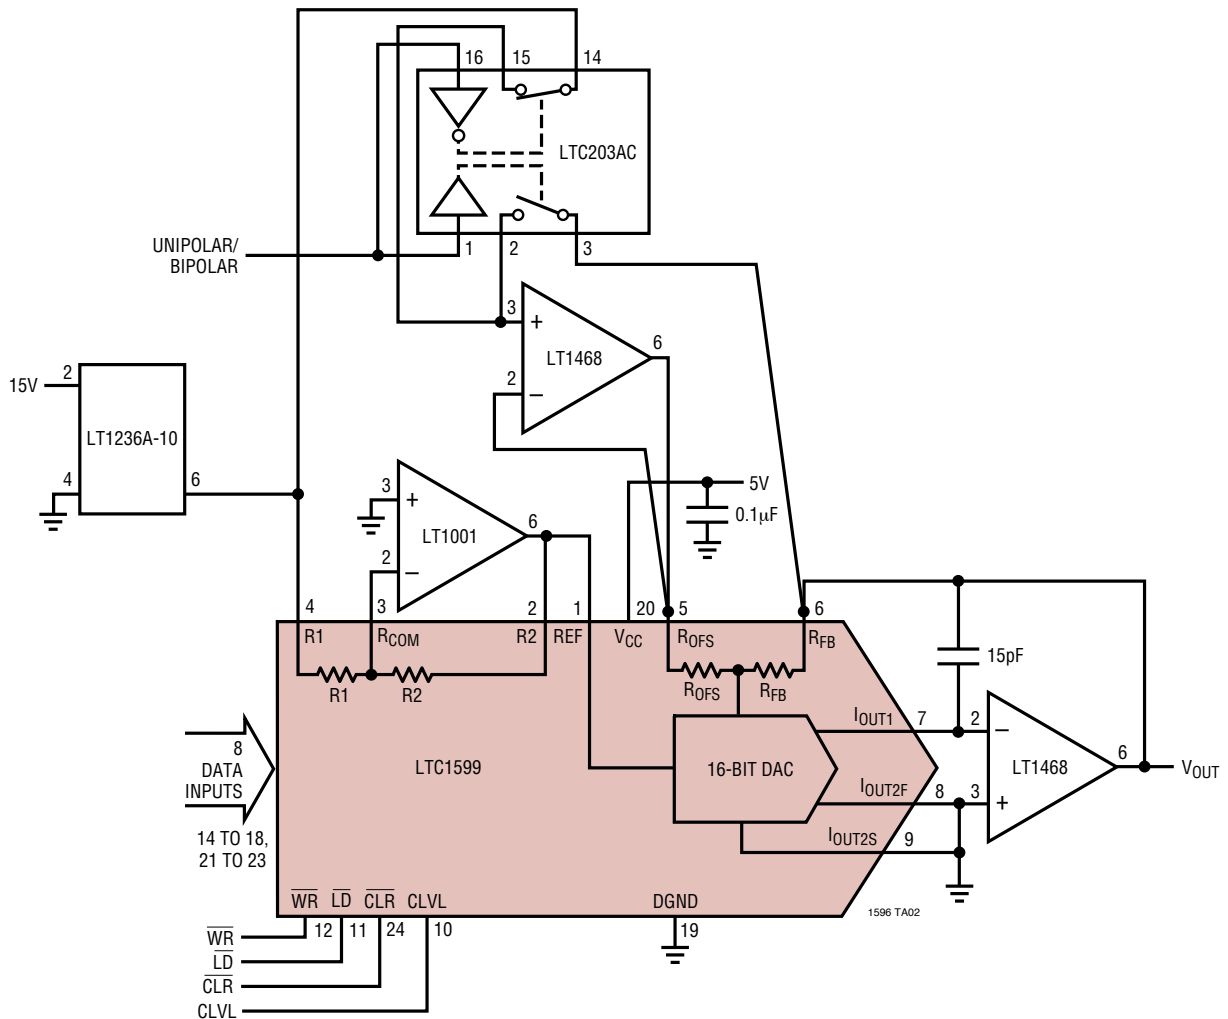 16 15 14
LTC203AC
UNIPOLAR/
BIPOLAR
1 2 3
3
+
6
LT1468
2
–
15V
2
LT1236A-10
4
6
3
+
6
LT1001
2
–
5V
0.1µF
4 3 2 1 20 5 6
R1 RCOM R2 REF VCC ROFS RFB
R1 R2
ROFS RFB
15pF
8
DATA
INPUTS
14 TO 18,
21 TO 23
LTC1599
16-BIT DAC
IOUT1 7 2
–
6
LT1468
VOUT
IOUT2F 8 3
+
IOUT2S 9
WR LD CLR CLVL
DGND
1596 TA02
12 11 24 10
19
WR
LD
CLR
CLVL